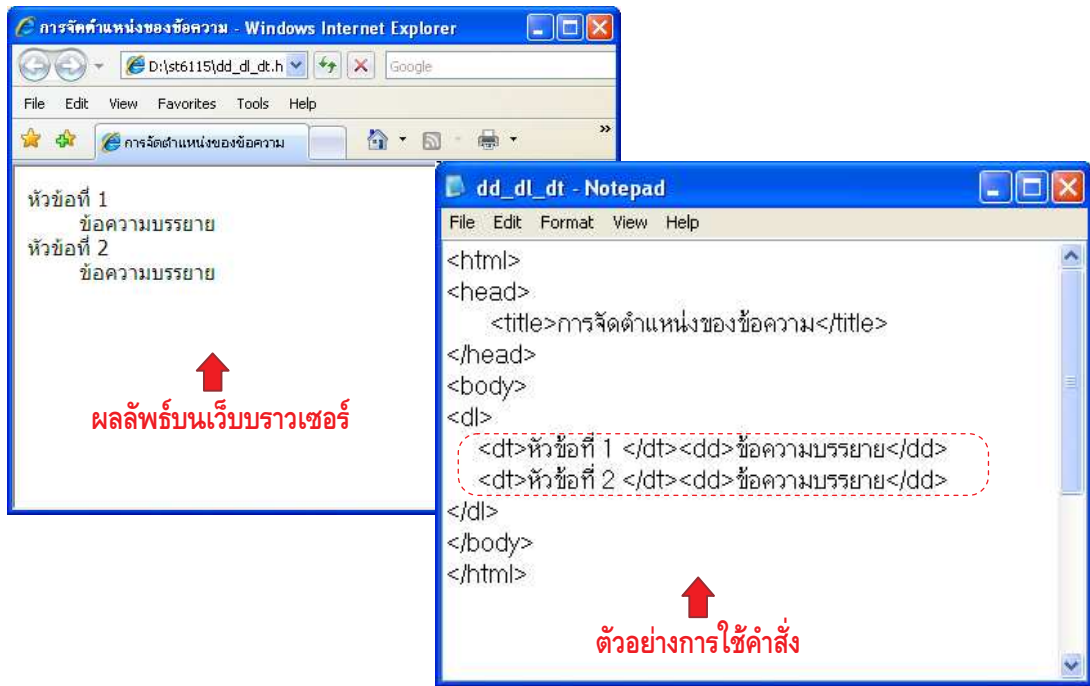 การจัดตำแหน่งของข้อความ - Windows Internet Explorer
D:\st6115\dd_dl_dt.h
Google
File Edit View Favorites Tools Help
การจัดตำแหน่งของข้อความ
»
หัวข้อที่ 1
ข้อความบรรยาย
หัวข้อที่ 2
ข้อความบรรยาย
ผลลัพธ์บนเว็บบราวเซอร์
dd_dl_dt - Notepad
File Edit Format View Help
<html>
<head>
<title>การจัดตำแหน่งของข้อความ</title>
</head>
<body>
<dl>
<dt>หัวข้อที่ 1 </dt><dd>ข้อความบรรยาย</dd>
<dt>หัวข้อที่ 2 </dt><dd>ข้อความบรรยาย</dd>
</dl>
</body>
</html>
ตัวอย่างการใช้คำสั่ง